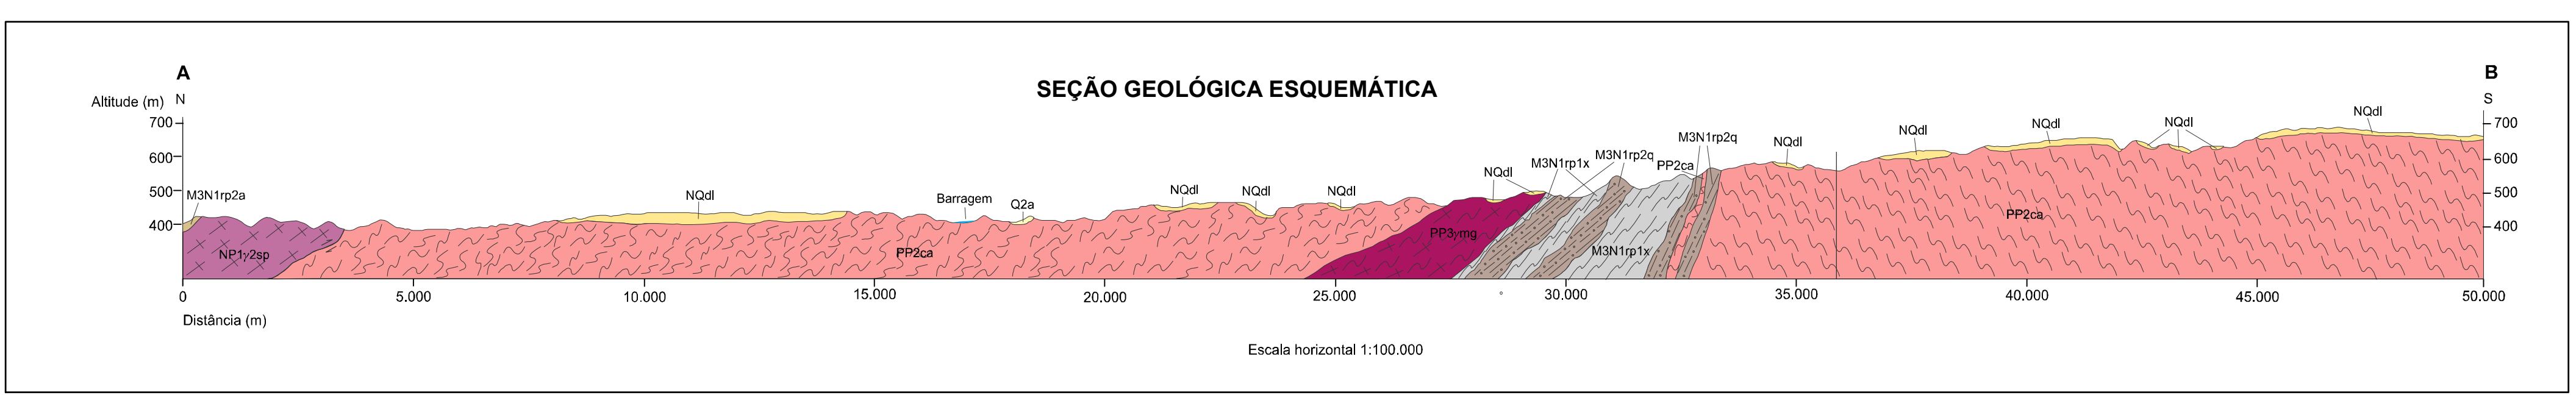 A
B
SEÇÃO GEOLÓGICA ESQUEMÁTICA
Altitude (m) N
S
700
600
500
400
700
600
500
400
M3N1rp2a
NP1γ2sp
NQdl
Barragem
Q2a
PP2ca
NQdl
NQdl
NQdl
NQdl
PP3γmg
M3N1rp1x
M3N1rp2q
M3N1rp1x
PP2ca
M3N1rp2q
NQdl
NQdl
NQdl
NQdl
NQdl
PP2ca
0 5.000 10.000 15.000 20.000 25.000 30.000 35.000 40.000 45.000 50.000
Distância (m)
Escala horizontal 1:100.000